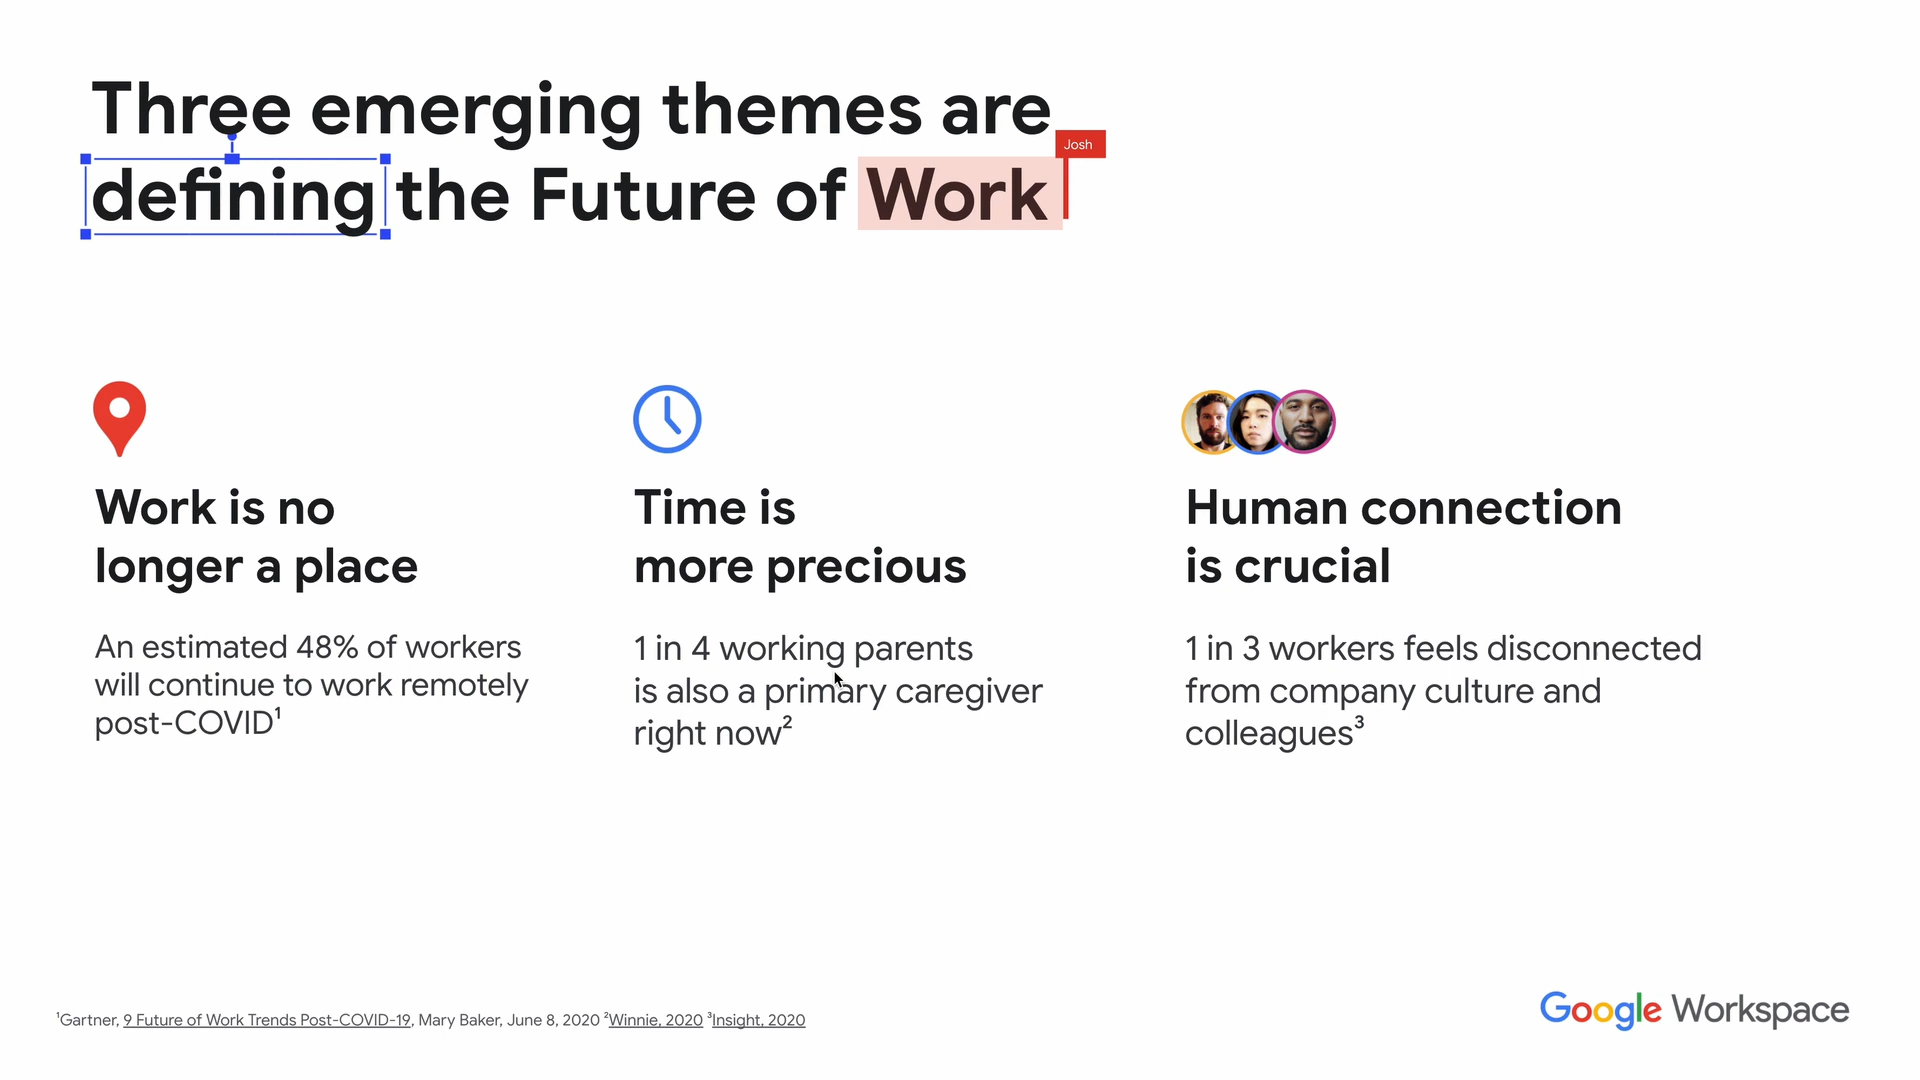 Three emerging themes are
Josh
defining the Future of Work
Work is no
longer a place
An estimated 48% of workers
will continue to work remotely
post-COVID¹
Time is
more precious
1 in 4 working parents
is also a primary caregiver
right now²
Human connection
is crucial
1 in 3 workers feels disconnected
from company culture and
colleagues³
¹Gartner, 9 Future of Work Trends Post-COVID-19, Mary Baker, June 8, 2020 ²Winnie, 2020 ³Insight, 2020
Google Workspace